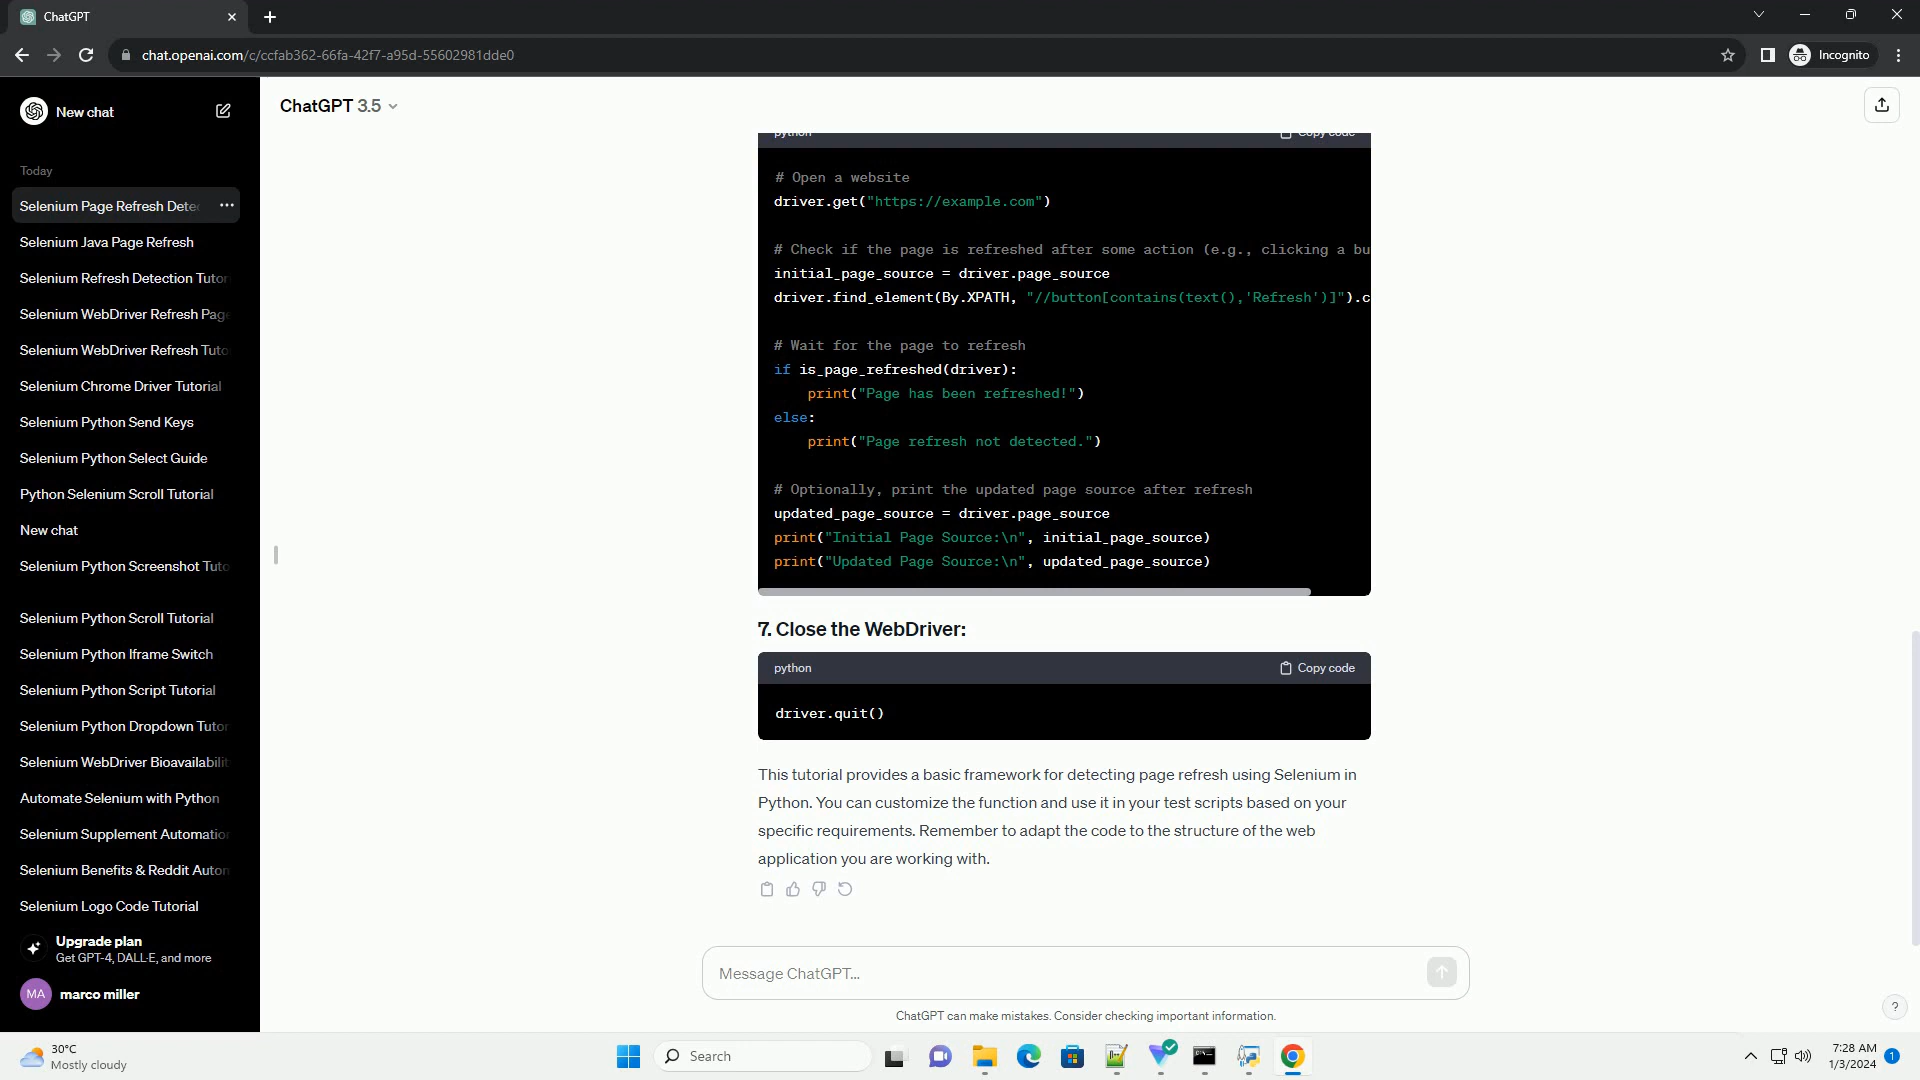 ChatGPT
chat.openai.com/c/ccfab362-66fa-42f7-a95d-55602981dde0
Incognito
New chat
Today
Selenium Page Refresh Dete
Selenium Java Page Refresh
Selenium Refresh Detection Tutor
Selenium WebDriver Refresh Page
Selenium WebDriver Refresh Tuto
Selenium Chrome Driver Tutorial
Selenium Python Send Keys
Selenium Python Select Guide
Python Selenium Scroll Tutorial
New chat
Selenium Python Screenshot Tuto
Selenium Python Scroll Tutorial
Selenium Python Iframe Switch
Selenium Python Script Tutorial
Selenium Python Dropdown Tutor
Selenium WebDriver Bioavailabilit
Automate Selenium with Python
Selenium Supplement Automation
Selenium Benefits & Reddit Autom
Selenium Logo Code Tutorial
Upgrade plan
Get GPT-4, DALL·E, and more
MA marco miller
ChatGPT 3.5
python Copy code
# Open a website
driver.get("https://example.com")
# Check if the page is refreshed after some action (e.g., clicking a bu
initial_page_source = driver.page_source
driver.find_element(By.XPATH, "//button[contains(text(),'Refresh')]").c
# Wait for the page to refresh
if is_page_refreshed(driver):
print("Page has been refreshed!")
else:
print("Page refresh not detected.")
# Optionally, print the updated page source after refresh
updated_page_source = driver.page_source
print("Initial Page Source:\n", initial_page_source)
print("Updated Page Source:\n", updated_page_source)
7. Close the WebDriver:
python Copy code
driver.quit()
This tutorial provides a basic framework for detecting page refresh using Selenium in
Python. You can customize the function and use it in your test scripts based on your
specific requirements. Remember to adapt the code to the structure of the web
application you are working with.
Message ChatGPT...
ChatGPT can make mistakes. Consider checking important information.
?
30°C
Mostly cloudy
Search
7:28 AM
1/3/2024
1